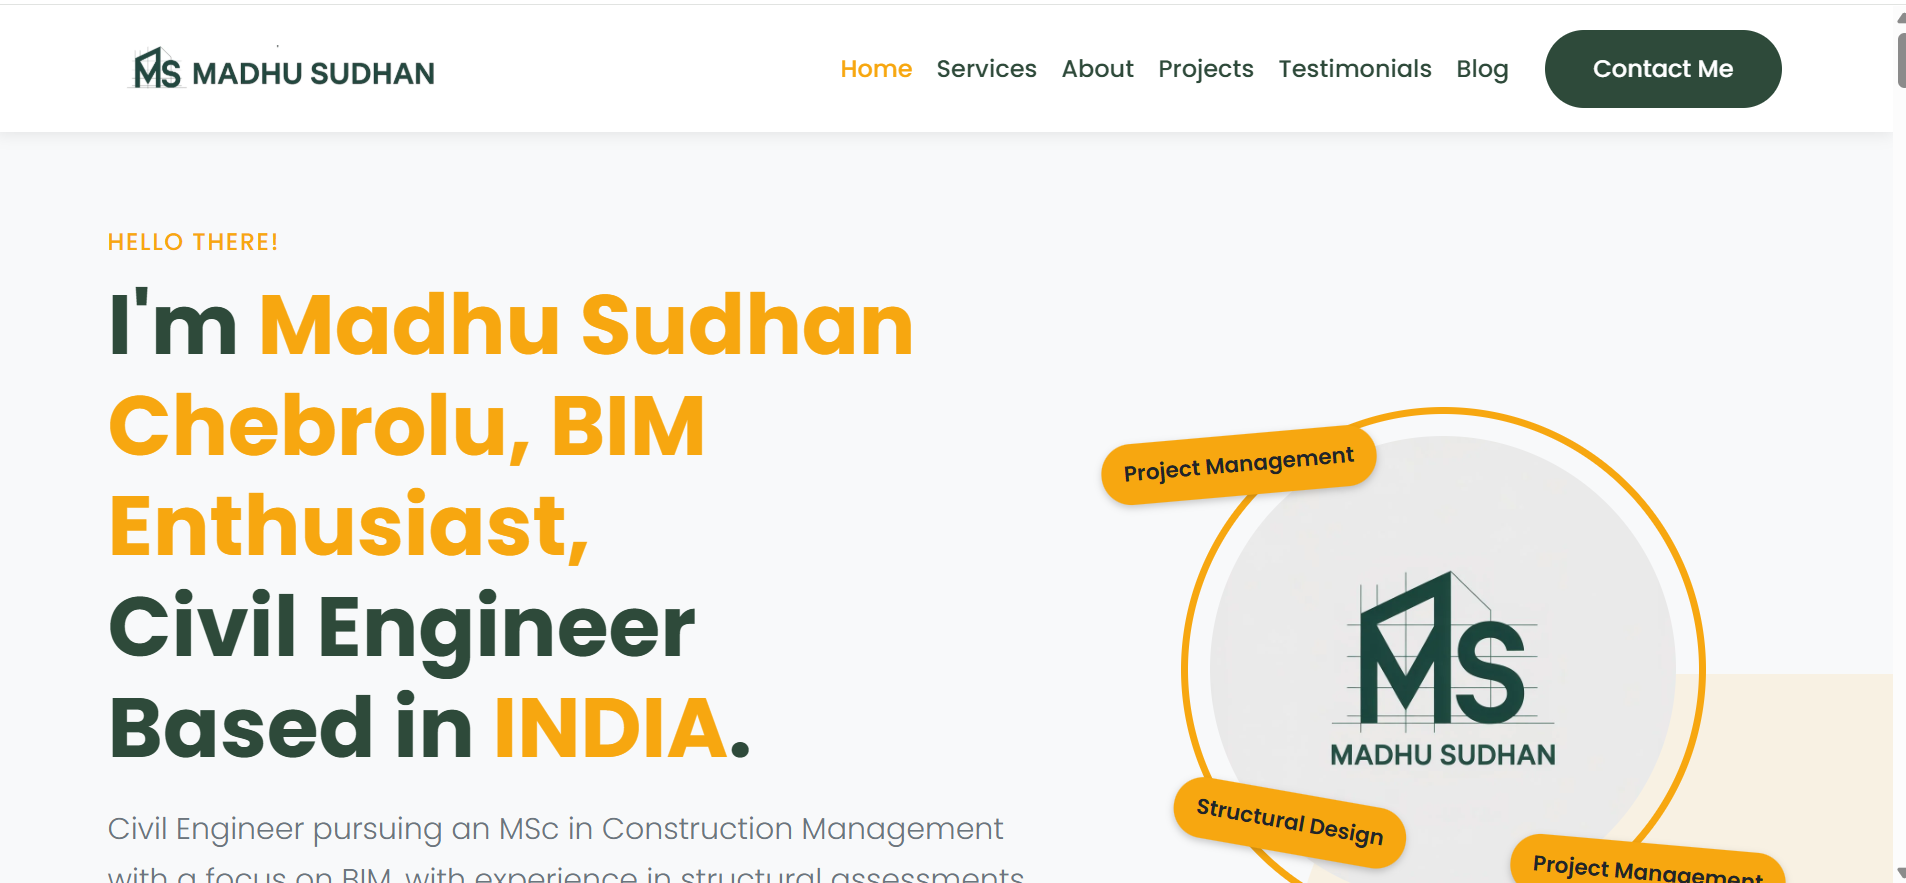 MS MADHU SUDHAN
Home Services About Projects Testimonials Blog Contact Me
HELLO THERE!
I'm Madhu Sudhan
Chebrolu, BIM
Enthusiast,
Civil Engineer
Based in INDIA.
Civil Engineer pursuing an MSc in Construction Management
with a focus on BIM, with experience in structural assessments
Project Management
MS
MADHU SUDHAN
Structural Design
Project Management